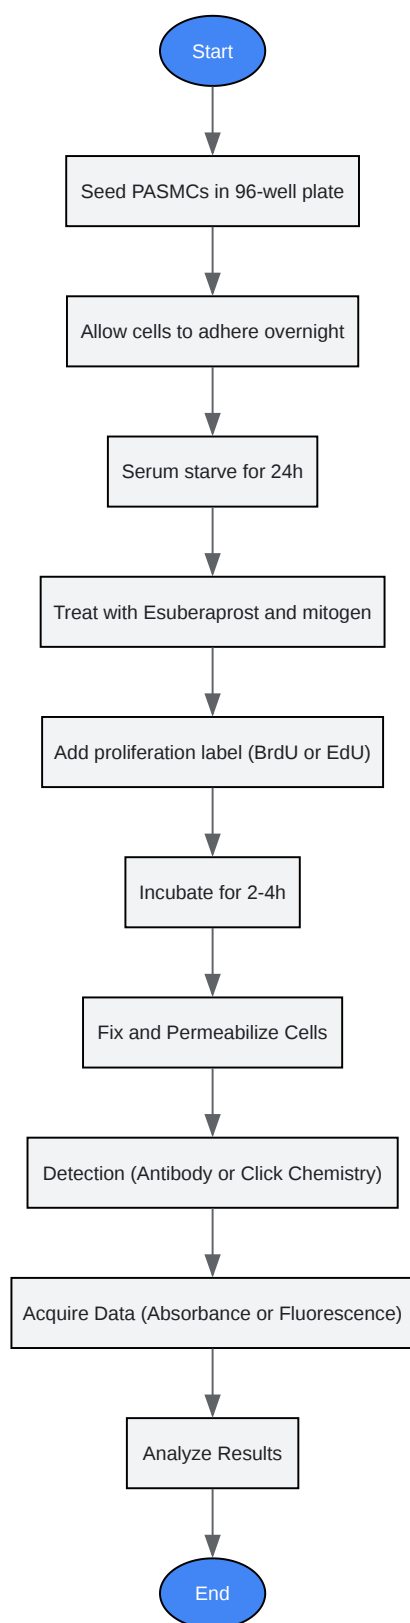 Start
Seed PASMCs in 96-well plate
Allow cells to adhere overnight
Serum starve for 24h
Treat with Esuberaprost and mitogen
Add proliferation label (BrdU or EdU)
Incubate for 2-4h
Fix and Permeabilize Cells
Detection (Antibody or Click Chemistry)
Acquire Data (Absorbance or Fluorescence)
Analyze Results
End